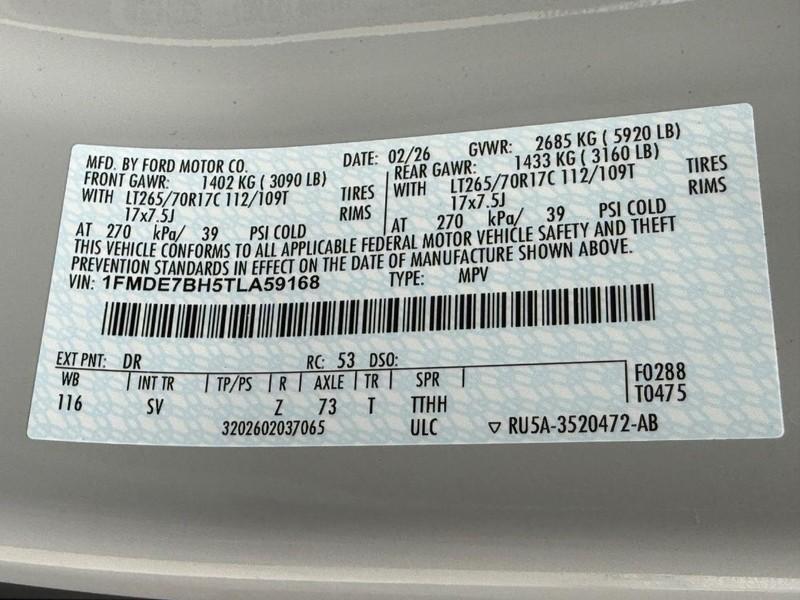 MFD. BY FORD MOTOR CO. DATE: 02/26 GVWR: 2685 KG ( 5920 LB)
FRONT GAWR: 1402 KG ( 3090 LB) REAR GAWR: 1433 KG ( 3160 LB)
WITH LT265/70R17C 112/109T TIRES WITH LT265/70R17C 112/109T TIRES
17x7.5J RIMS 17x7.5J RIMS
AT 270 kPa/ 39 PSI COLD AT 270 kPa/ 39 PSI COLD
THIS VEHICLE CONFORMS TO ALL APPLICABLE FEDERAL MOTOR VEHICLE SAFETY AND THEFT
PREVENTION STANDARDS IN EFFECT ON THE DATE OF MANUFACTURE SHOWN ABOVE.
VIN: 1FMDE7BH5TLA59168 TYPE: MPV
EXT PNT: DR RC: 53 DSO:
WB INT TR TP/PS R AXLE TR SPR F0288
116 SV Z 73 T TTHH T0475
3202602037065 ULC ▽ RU5A-3520472-AB